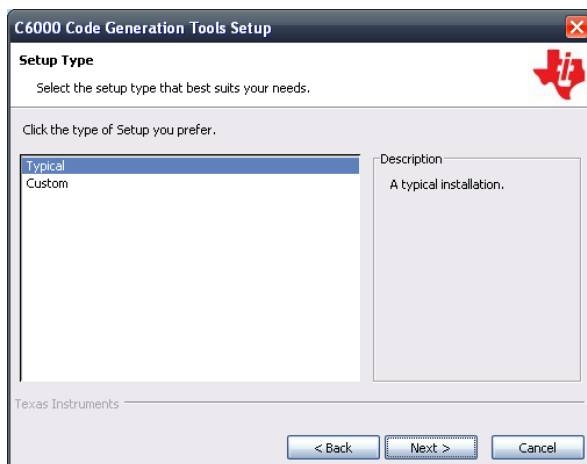 C6000 Code Generation Tools Setup
Setup Type
Select the setup type that best suits your needs.
Click the type of Setup you prefer.
Typical
Custom
Description
A typical installation.
Texas Instruments
< Back
Next >
Cancel